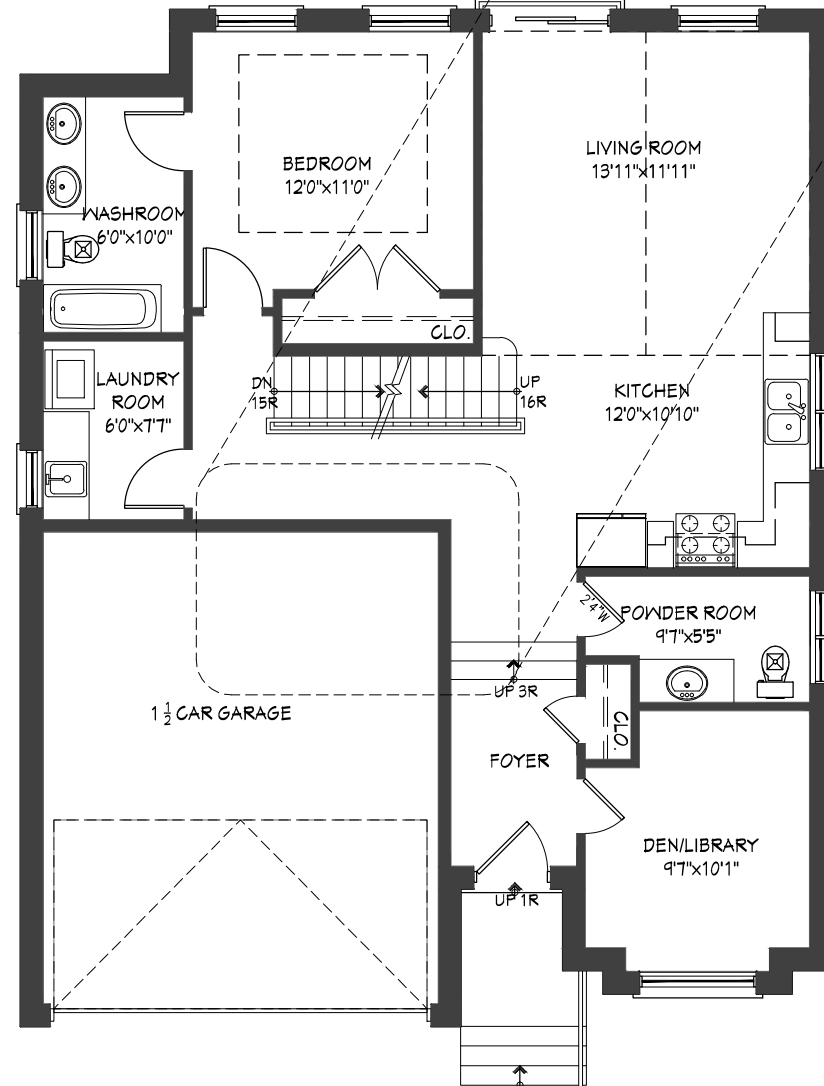 LIVING ROOM
13'11"x11'11"
BEDROOM
12'0"x11'0"
WASHROOM
6'0"x10'0"
CLO.
LAUNDRY
ROOM
6'0"x7'7"
DN
15R
UP
16R
KITCHEN
12'0"x10'10"
2'4"W
POWDER ROOM
9'7"x5'5"
UP 3R
1 1/2 CAR GARAGE
CLO.
FOYER
DEN/LIBRARY
9'7"x10'1"
UP 1R